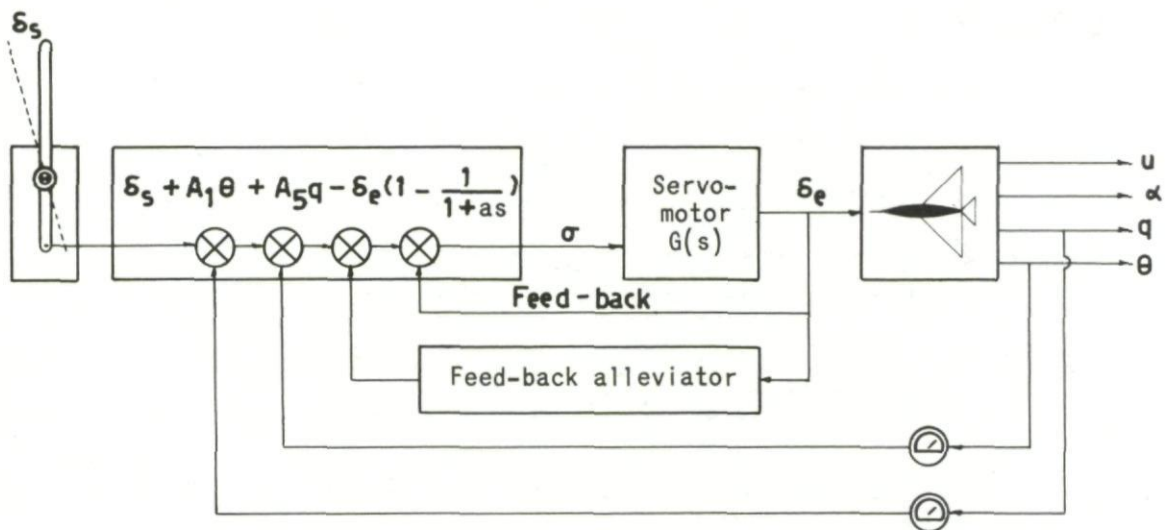 δs
δs + A1θ + A5q - δe(1 - 1/(1+as))
Servo-
motor
G(s)
δe
u
α
q
θ
σ
Feed-back
Feed-back alleviator